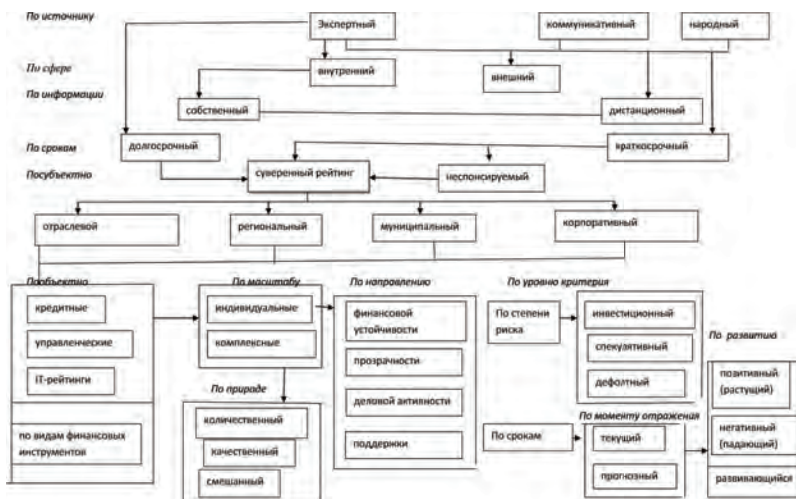 По источнику
Экспертный
коммуникативный
народный
По сфере
внутренний
внешний
По информации
собственный
дистанционный
По срокам
долгосрочный
краткосрочный
Посубъектно
суверенный рейтинг
неспонсируемый
отраслевой
региональный
муниципальный
корпоративный
Пообъектно
кредитные
управленческие
IT-рейтинги
по видам финансовых
инструментов
По масштабу
индивидуальные
комплексные
По природе
количественный
качественный
смешанный
По направлению
финансовой
устойчивости
прозрачности
деловой активности
поддержки
По уровню критерия
По степени
риска
инвестиционный
спекулятивный
дефолтный
По срокам
По моменту отражения
текущий
прогнозный
По развитию
позитивный
(растущий)
негативный
(падающий)
развивающийся